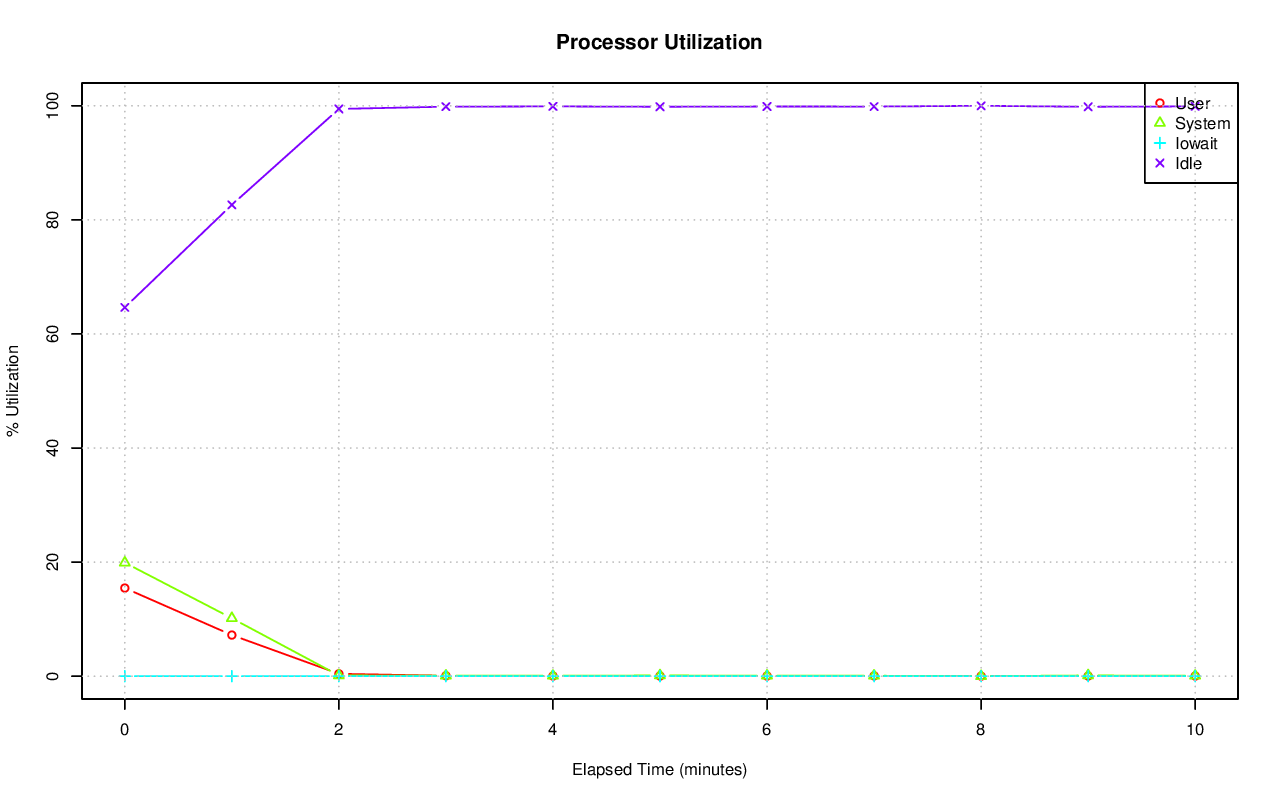 Processor Utilization
100
80
60
40
20
0
% Utilization
User
System
Iowait
Idle
0 2 4 6 8 10
Elapsed Time (minutes)